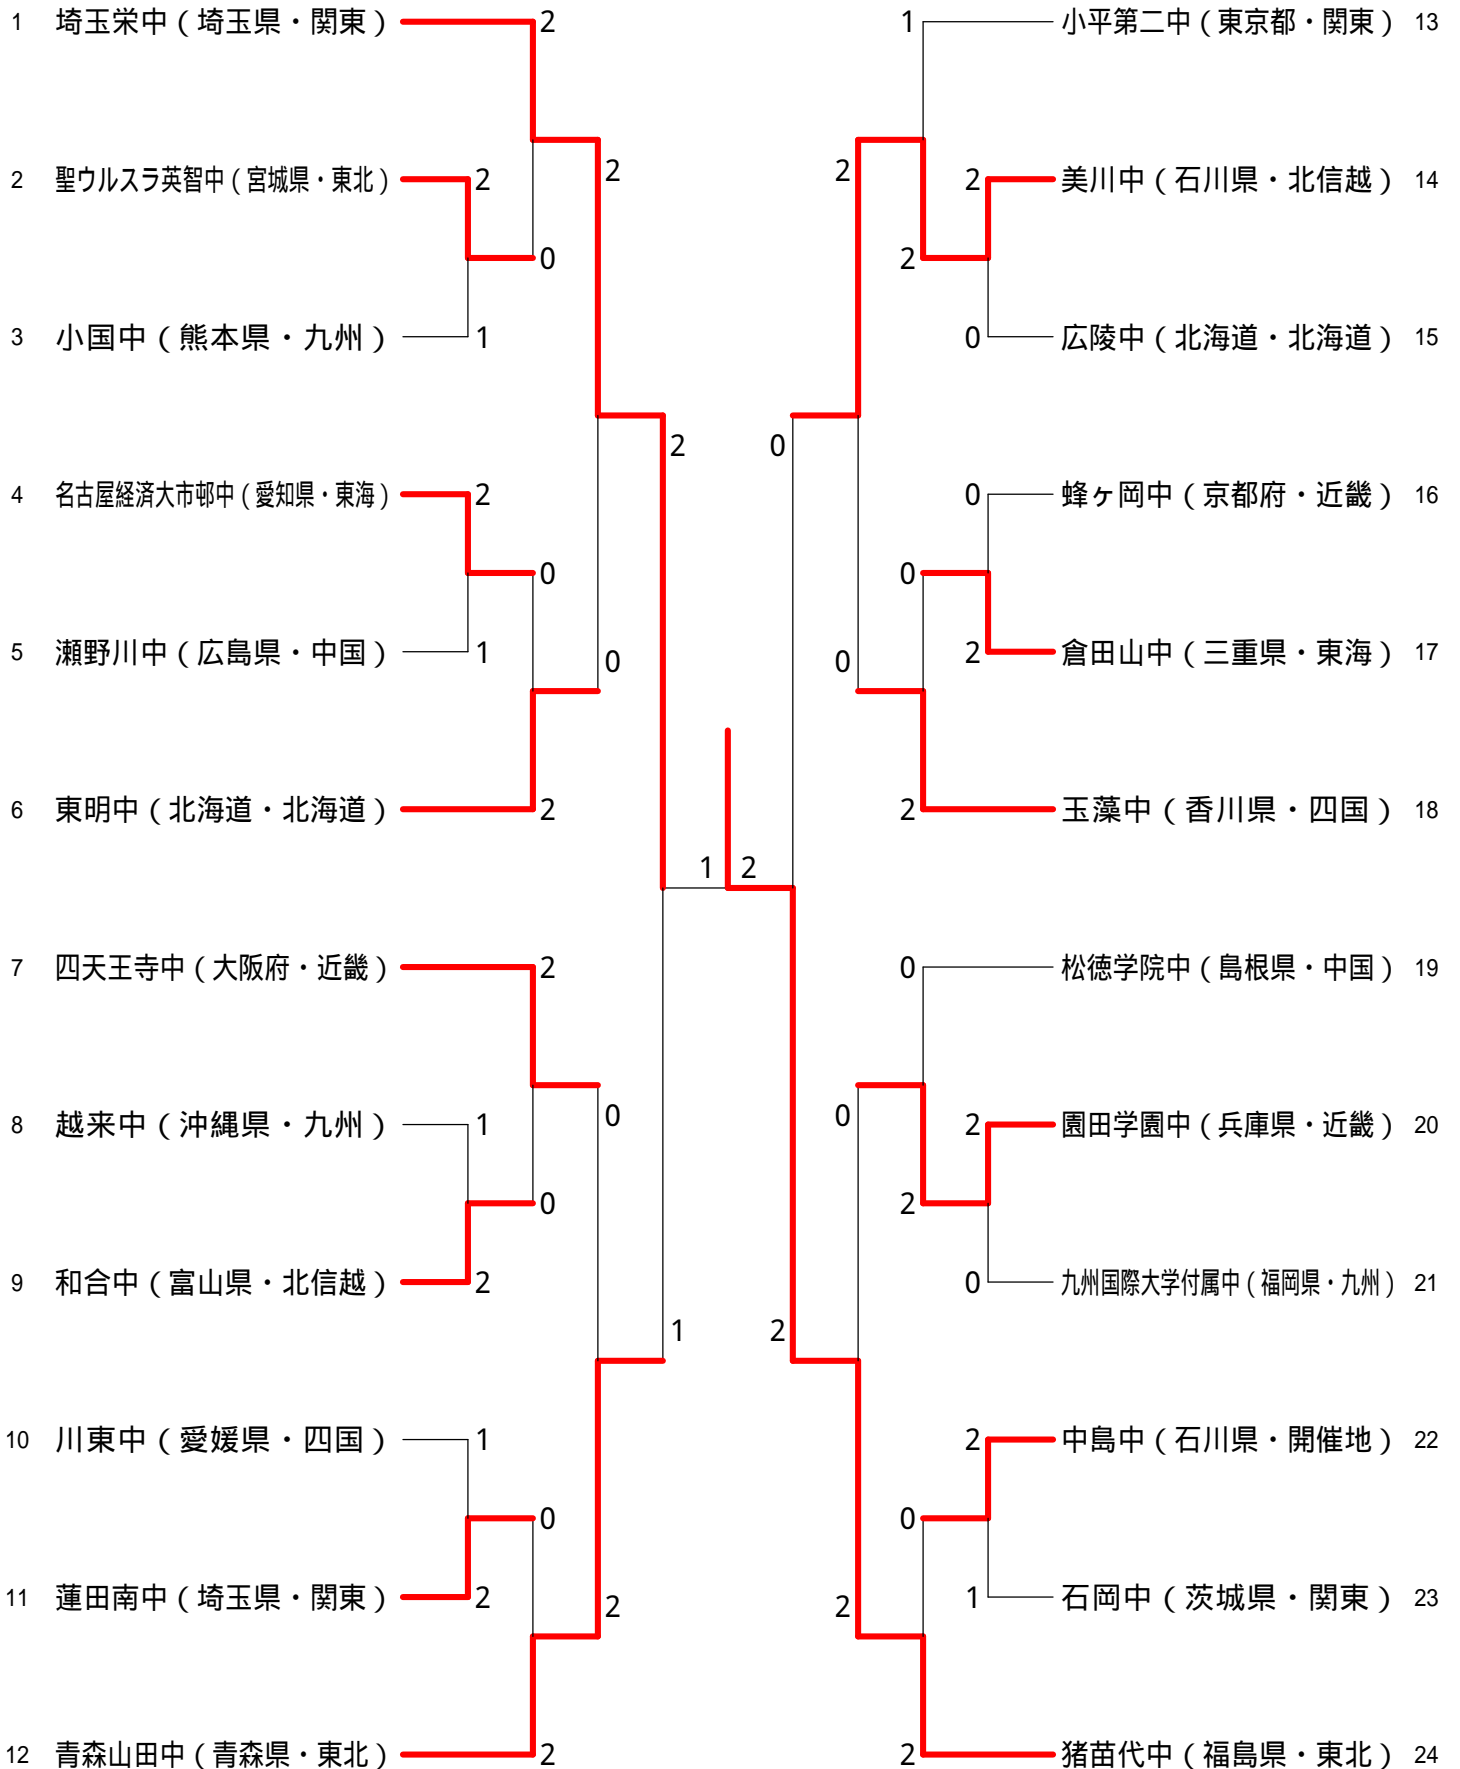 1 埼玉栄中（埼玉県・関東） 2
2 聖ウルスラ英智中（宮城県・東北） 2
0
3 小国中（熊本県・九州） 1
2
4 名古屋経済大市邨中（愛知県・東海） 2
0
5 瀬野川中（広島県・中国） 1
0
6 東明中（北海道・北海道） 2
2
7 四天王寺中（大阪府・近畿） 2
8 越来中（沖縄県・九州） 1
0
9 和合中（富山県・北信越） 2
0
10 川東中（愛媛県・四国） 1
0
11 蓮田南中（埼玉県・関東） 2
2
12 青森山田中（青森県・東北） 2
1
1 2
1 小平第二中（東京都・関東） 13
2 美川中（石川県・北信越） 14
2
0 広陵中（北海道・北海道） 15
2
0 蜂ヶ岡中（京都府・近畿） 16
0
2 倉田山中（三重県・東海） 17
0
2 玉藻中（香川県・四国） 18
0
0 松徳学院中（島根県・中国） 19
2 園田学園中（兵庫県・近畿） 20
2
0 九州国際大学付属中（福岡県・九州） 21
0
2 中島中（石川県・開催地） 22
0
1 石岡中（茨城県・関東） 23
2
2 猪苗代中（福島県・東北） 24
2